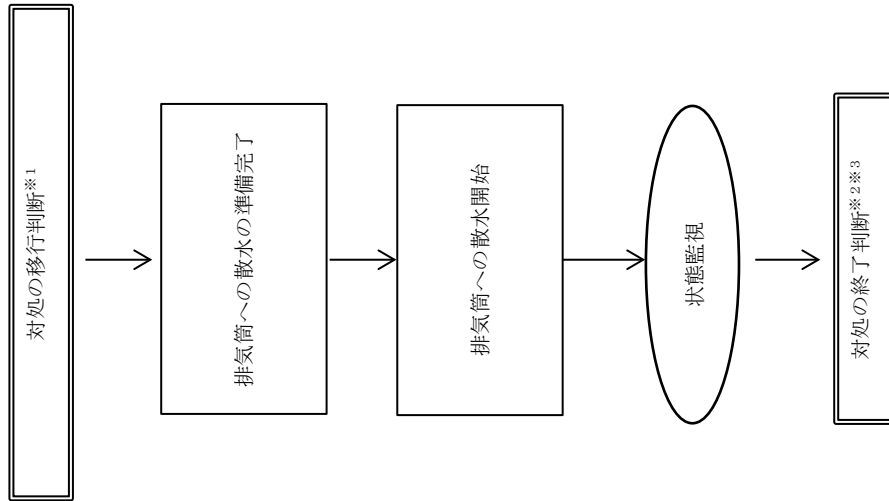 対処の移行判断※1
排気筒への散水の準備完了
排気筒への散水開始
状態監視
対処の終了判断※2※3